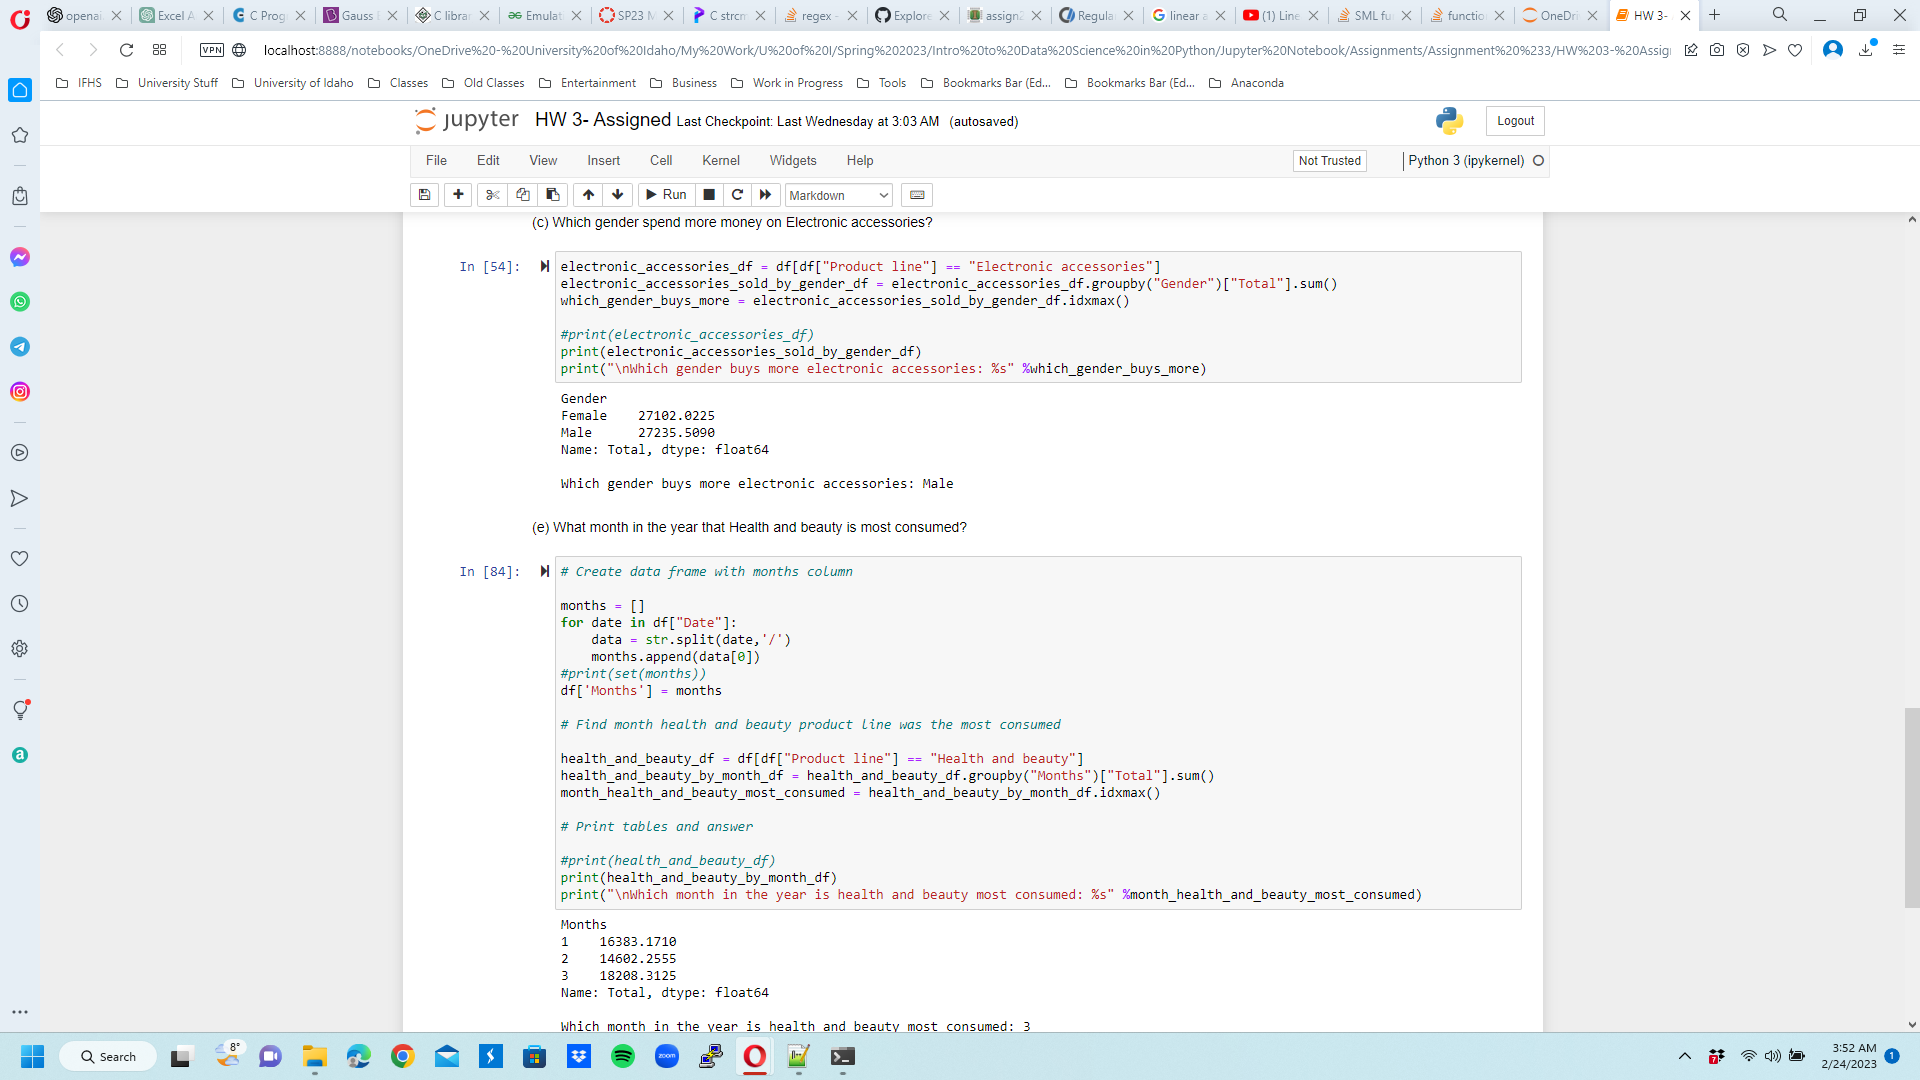 openai
Excel A
C Prog
Gauss
C librar
Emulat
SP23 M
C strcm
regex -
Explore
assign2
Regula
linear a
(1) Line
SML fu
functio
OneDri
HW 3-
VPN
localhost:8888/notebooks/OneDrive%20-%20University%20of%20Idaho/My%20Work/U%20of%20I/Spring%202023/Intro%20to%20Data%20Science%20in%20Python/Jupyter%20Notebook/Assignments/Assignment%20%233/HW%203-%20Assig
IFHS University Stuff University of Idaho Classes Old Classes Entertainment Business Work in Progress Tools Bookmarks Bar (Ed... Bookmarks Bar (Ed... Anaconda
jupyter HW 3- Assigned Last Checkpoint: Last Wednesday at 3:03 AM (autosaved) Logout
File Edit View Insert Cell Kernel Widgets Help Not Trusted Python 3 (ipykernel)
Run Markdown
(c) Which gender spend more money on Electronic accessories?
In [54]: electronic_accessories_df = df[df["Product line"] == "Electronic accessories"]
electronic_accessories_sold_by_gender_df = electronic_accessories_df.groupby("Gender")["Total"].sum()
which_gender_buys_more = electronic_accessories_sold_by_gender_df.idxmax()
#print(electronic_accessories_df)
print(electronic_accessories_sold_by_gender_df)
print("\nWhich gender buys more electronic accessories: %s" %which_gender_buys_more)
Gender
Female 27102.0225
Male 27235.5090
Name: Total, dtype: float64
Which gender buys more electronic accessories: Male
(e) What month in the year that Health and beauty is most consumed?
In [84]: # Create data frame with months column
months = []
for date in df["Date"]:
data = str.split(date,'/')
months.append(data[0])
#print(set(months))
df['Months'] = months
# Find month health and beauty product line was the most consumed
health_and_beauty_df = df[df["Product line"] == "Health and beauty"]
health_and_beauty_by_month_df = health_and_beauty_df.groupby("Months")["Total"].sum()
month_health_and_beauty_most_consumed = health_and_beauty_by_month_df.idxmax()
# Print tables and answer
#print(health_and_beauty_df)
print(health_and_beauty_by_month_df)
print("\nWhich month in the year is health and beauty most consumed: %s" %month_health_and_beauty_most_consumed)
Months
1 16383.1710
2 14602.2555
3 18208.3125
Name: Total, dtype: float64
Which month in the year is health and beauty most consumed: 3
Search
8°
zoom
3:52 AM
2/24/2023
1